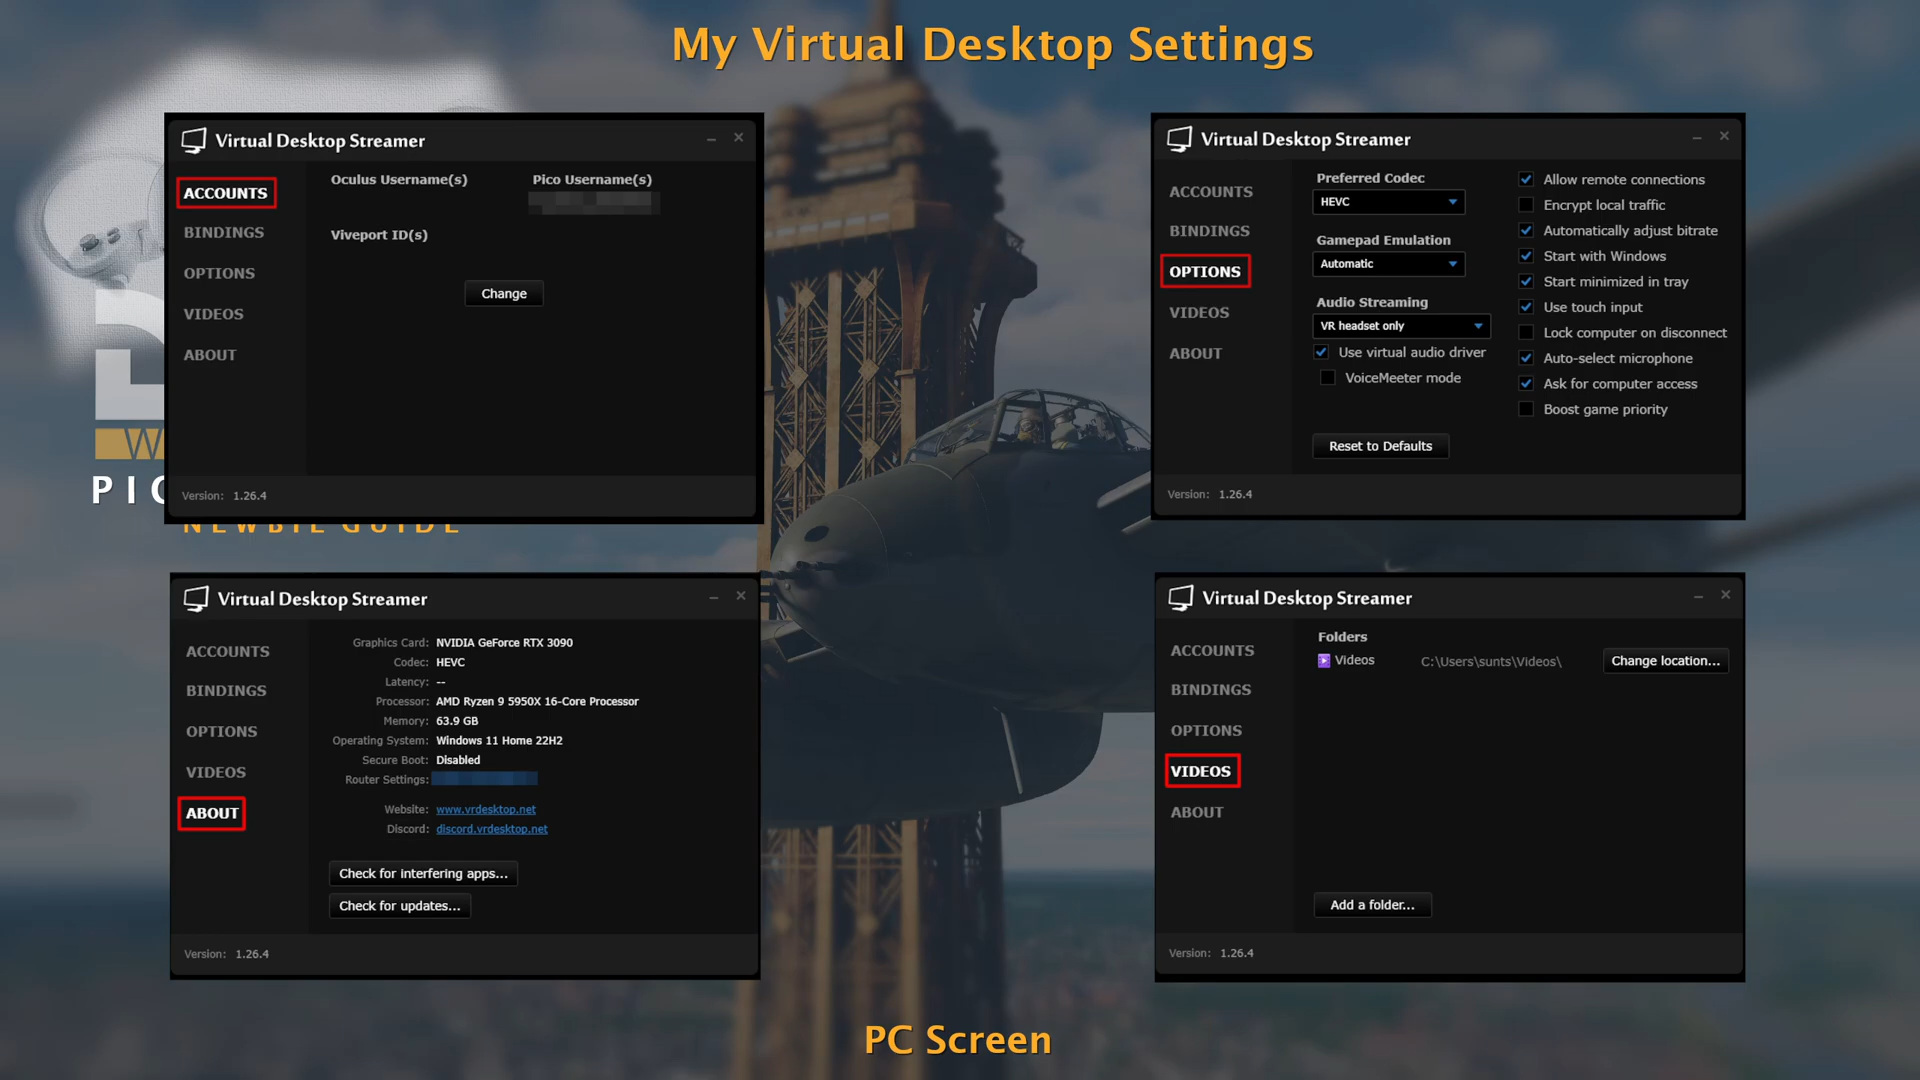 My Virtual Desktop Settings
Virtual Desktop Streamer
ACCOUNTS
BINDINGS
OPTIONS
VIDEOS
ABOUT
Oculus Username(s)
Pico Username(s)
Viveport ID(s)
Change
Version: 1.26.4
Virtual Desktop Streamer
ACCOUNTS
BINDINGS
OPTIONS
VIDEOS
ABOUT
Preferred Codec
HEVC
Gamepad Emulation
Automatic
Audio Streaming
VR headset only
Use virtual audio driver
VoiceMeeter mode
Reset to Defaults
Allow remote connections
Encrypt local traffic
Automatically adjust bitrate
Start with Windows
Start minimized in tray
Use touch input
Lock computer on disconnect
Auto-select microphone
Ask for computer access
Boost game priority
Version: 1.26.4
NEWBIE GUIDE
Virtual Desktop Streamer
ACCOUNTS
BINDINGS
OPTIONS
VIDEOS
ABOUT
Graphics Card: NVIDIA GeForce RTX 3090
Codec: HEVC
Latency: --
Processor: AMD Ryzen 9 5950X 16-Core Processor
Memory: 63.9 GB
Operating System: Windows 11 Home 22H2
Secure Boot: Disabled
Router Settings:
Website: www.vrdesktop.net
Discord: discord.vrdesktop.net
Check for interfering apps...
Check for updates...
Version: 1.26.4
Virtual Desktop Streamer
ACCOUNTS
BINDINGS
OPTIONS
VIDEOS
ABOUT
Folders
Videos C:\Users\sunts\Videos\ Change location...
Add a folder...
Version: 1.26.4
PC Screen